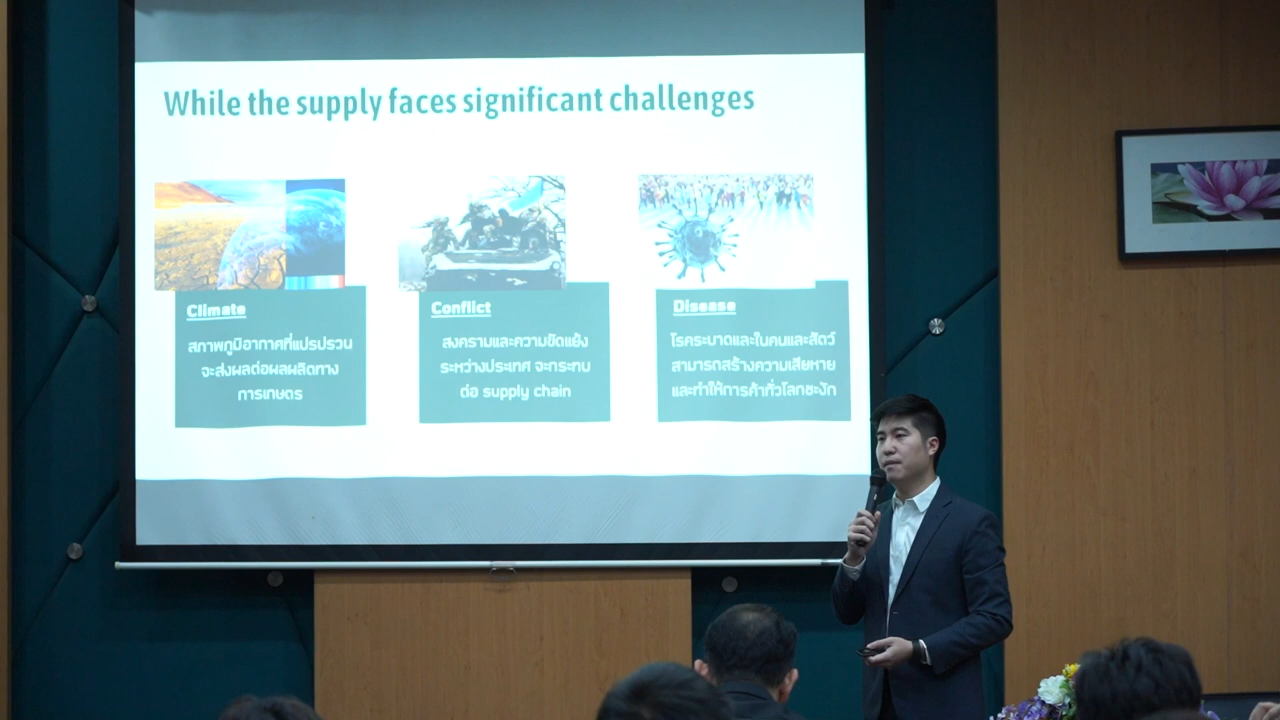 While the supply faces significant challenges
Climate
สภาพภูมิอากาศที่แปรปรวน
จะส่งผลต่อผลผลิตทาง
การเกษตร
Conflict
สงครามและความขัดแย้ง
ระหว่างประเทศ จะกระทบ
ต่อ supply chain
Disease
โรคระบาดและในคนและสัตว์
สามารถสร้างความเสียหาย
และทำให้การค้าทั่วโลกชะงัก